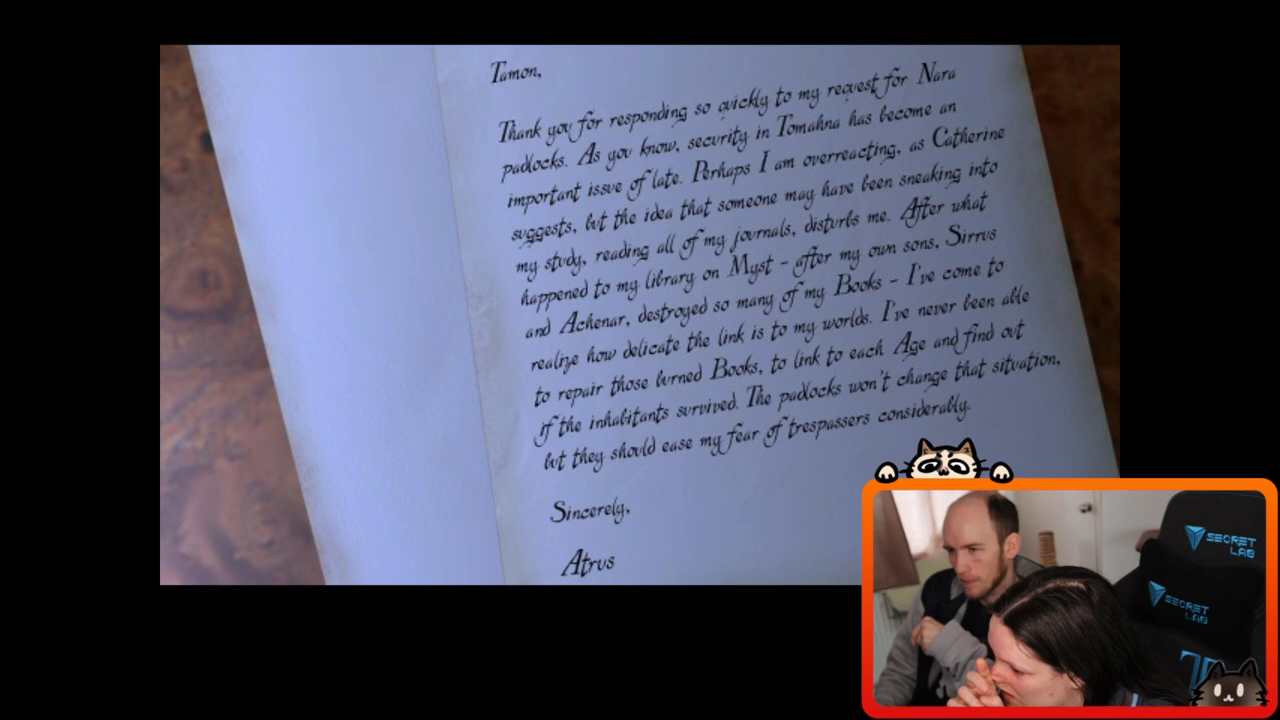 Tamon,
Thank you for responding so quickly to my request for Nara
padlocks. As you know, security in Tomahna has become an
important issue of late. Perhaps I am overreacting, as Catherine
suggests, but the idea that someone may have been sneaking into
my study, reading all of my journals, disturbs me. After what
happened to my library on Myst - after my own sons, Sirrus
and Achenar, destroyed so many of my Books - I've come to
realize how delicate the link is to my worlds. I've never been able
to repair those burned Books, to link to each Age and find out
if the inhabitants survived. The padlocks won't change that situation,
but they should ease my fear of trespassers considerably.
Sincerely,
Atrus
SECRET
LAB
SECRET
LAB